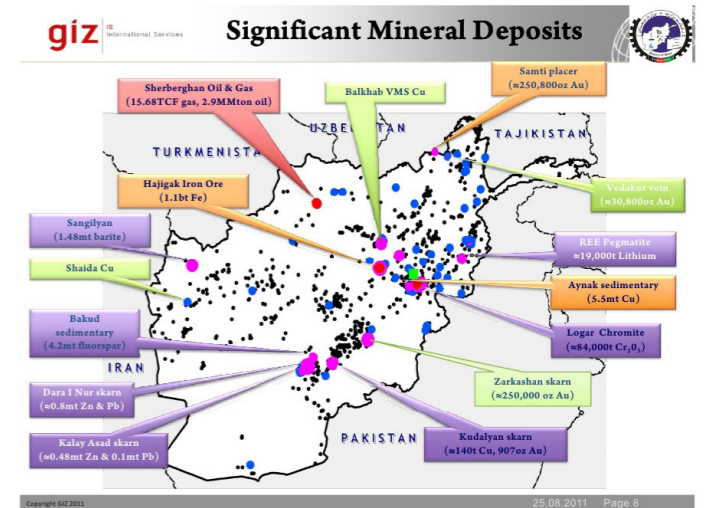 giz
IS
International Services
Significant Mineral Deposits
Sherberghan Oil & Gas
(15.68TCF gas, 2.9MMton oil)
Balkhab VMS Cu
Samti placer
(≈250,800oz Au)
UZBE TAN
TURKMENISTA
TAJIKISTAN
Hajigak Iron Ore
(1.1bt Fe)
Vedakur vein
(≈30,800oz Au)
Sangilyan
(1.48mt barite)
REE Pegmatite
≈19,000t Lithium
Shaida Cu
Aynak sedimentary
(5.5mt Cu)
Bakud
sedimentary
(4.2mt fluorspar)
Logar Chromite
(≈84,000t Cr₂0₃)
IRAN
Dara I Nur skarn
(≈0.8mt Zn & Pb)
Zarkashan skarn
(≈250,000 oz Au)
Kalay Asad skarn
(≈0.48mt Zn & 0.1mt Pb)
PAKISTAN
Kudalyan skarn
(≈140t Cu, 907oz Au)
Copyright GIZ 2011
25.08.2011 Page 8